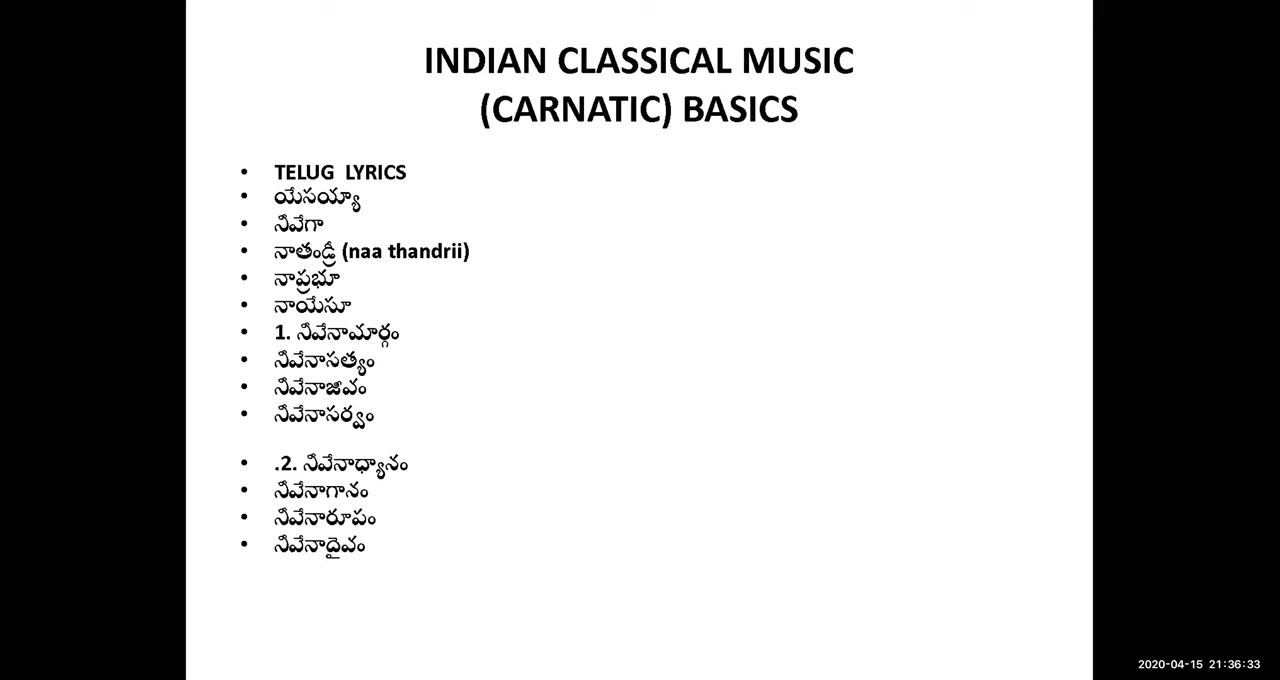 INDIAN CLASSICAL MUSIC
(CARNATIC) BASICS
• TELUG LYRICS
• యేసయ్యా
• నీవేగా
• నాతండ్రీ (naa thandrii)
• నాప్రభూ
• నాయేసూ
• 1. నీవేనామార్గం
• నీవేనాసత్యం
• నీవేనాజీవం
• నీవేనాసర్వం
• .2. నీవేనాధ్యానం
• నీవేనాగానం
• నీవేనారూపం
• నీవేనాదైవం
2020-04-15 21:36:33